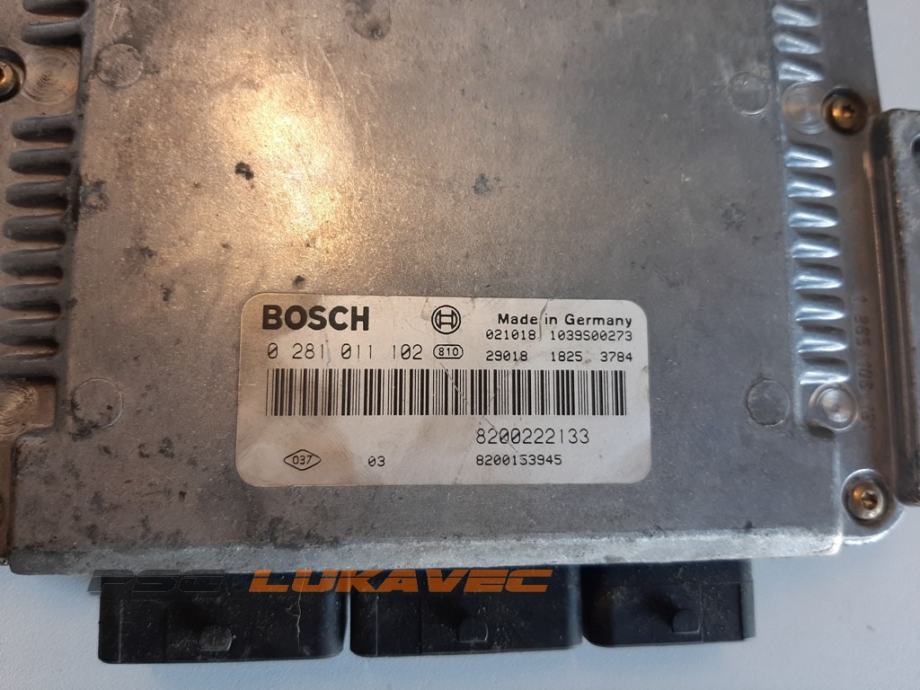 BOSCH Made in Germany
021018 1039S00273
0 281 011 102 810 29018 1825 3784
8200222133
037 03 8200153945
PSC LUKAVEC